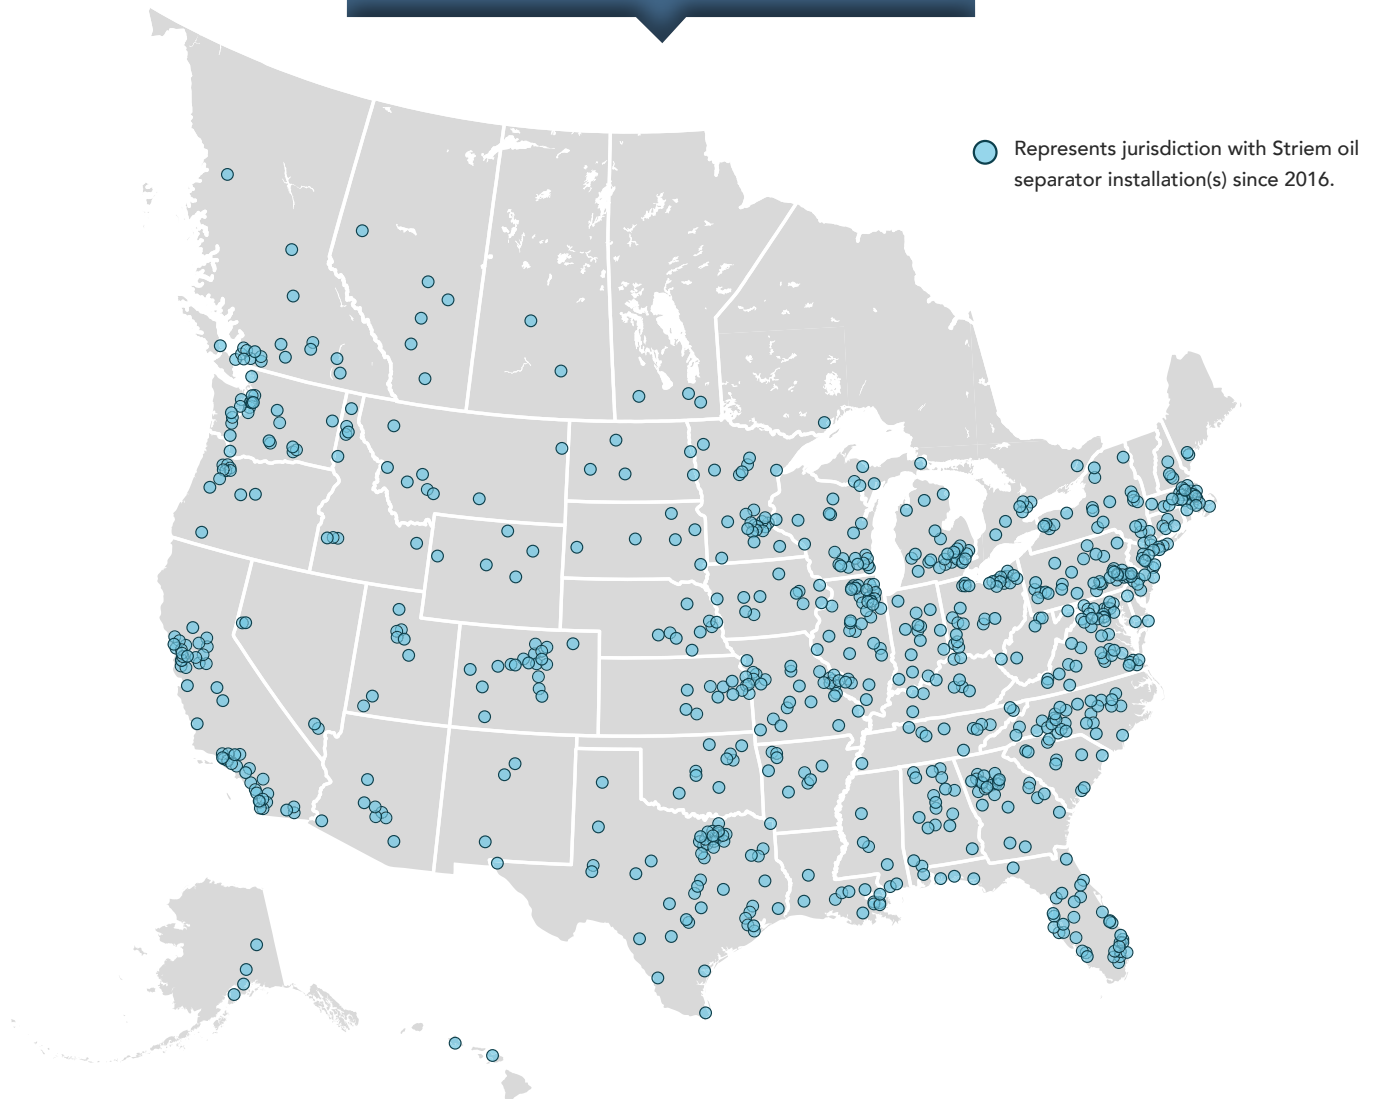 Represents jurisdiction with Striem oil
separator installation(s) since 2016.